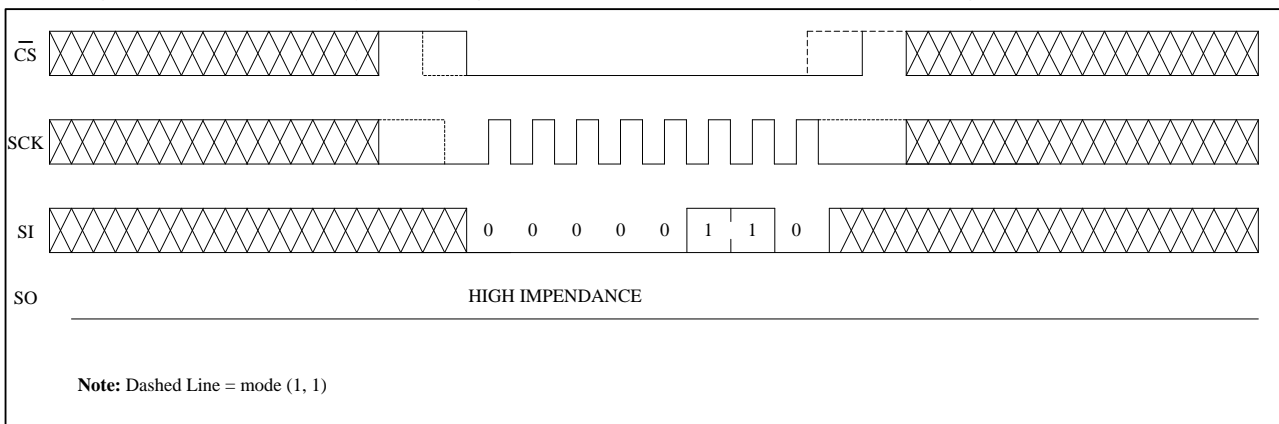 CS
SCK
SI 0 0 0 0 0 1 1 0
SO HIGH IMPENDANCE
Note: Dashed Line = mode (1, 1)